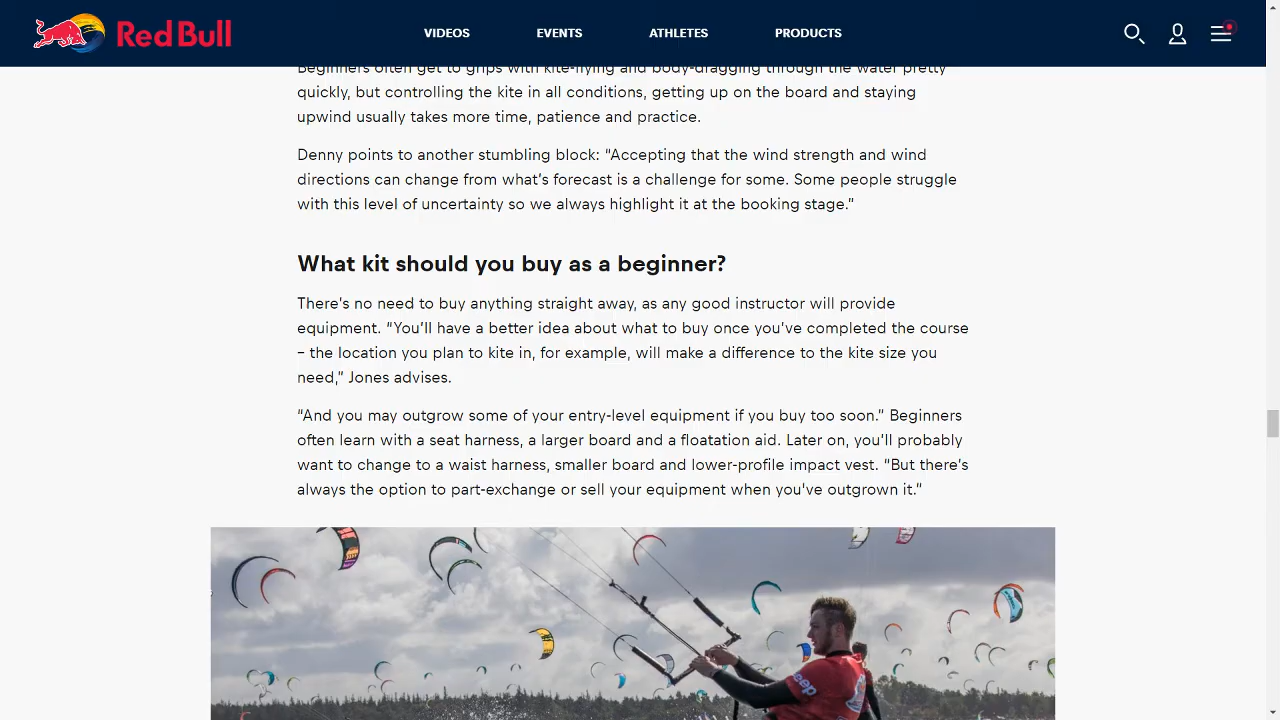 Red Bull
VIDEOS
EVENTS
ATHLETES
PRODUCTS
Beginners often get to grips with kite-flying and body-dragging through the water pretty
quickly, but controlling the kite in all conditions, getting up on the board and staying
upwind usually takes more time, patience and practice.
Denny points to another stumbling block: “Accepting that the wind strength and wind
directions can change from what’s forecast is a challenge for some. Some people struggle
with this level of uncertainty so we always highlight it at the booking stage.”
What kit should you buy as a beginner?
There’s no need to buy anything straight away, as any good instructor will provide
equipment. “You’ll have a better idea about what to buy once you’ve completed the course
– the location you plan to kite in, for example, will make a difference to the kite size you
need,” Jones advises.
“And you may outgrow some of your entry-level equipment if you buy too soon.” Beginners
often learn with a seat harness, a larger board and a floatation aid. Later on, you’ll probably
want to change to a waist harness, smaller board and lower-profile impact vest. “But there’s
always the option to part-exchange or sell your equipment when you’ve outgrown it.”